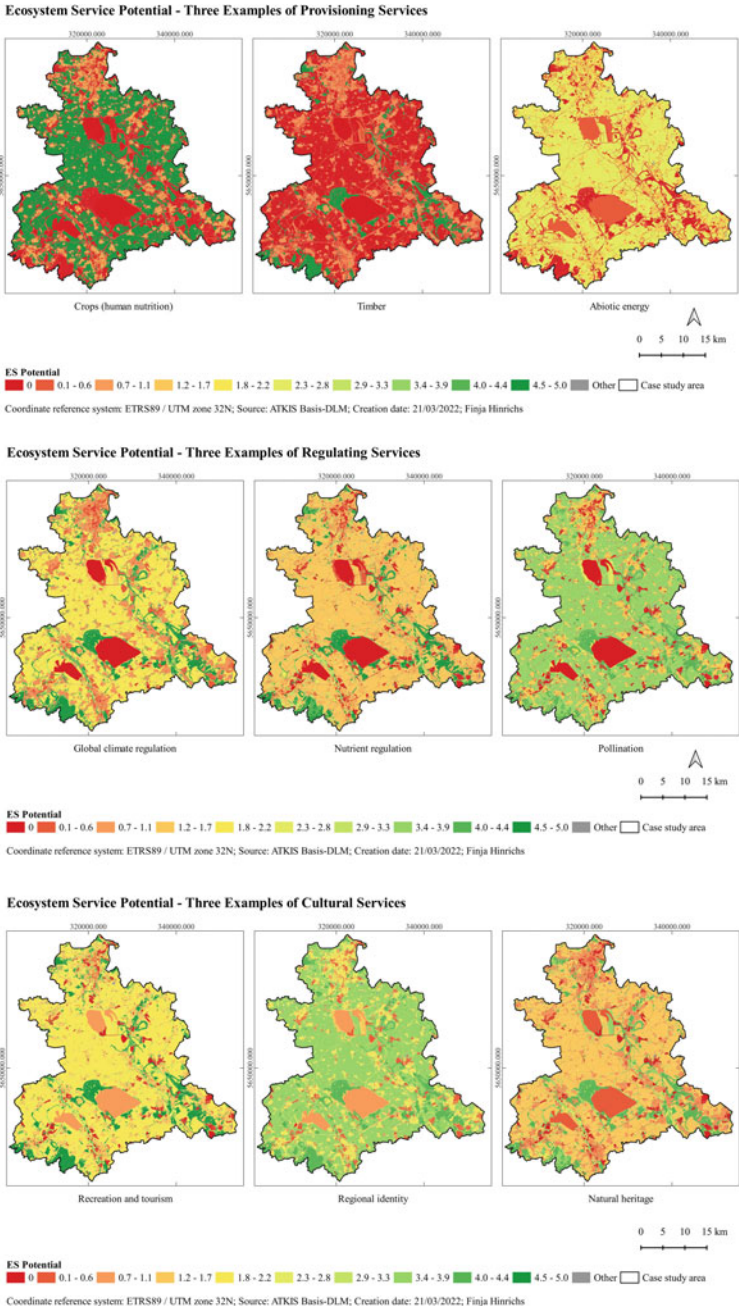 Ecosystem Service Potential - Three Examples of Provisioning Services
320000.000 340000.000
320000.000 340000.000
320000.000 340000.000
5650000.000
5650000.000
5650000.000
Crops (human nutrition) Timber Abiotic energy
0 5 10 15 km
ES Potential
0 0.1 - 0.6 0.7 - 1.1 1.2 - 1.7 1.8 - 2.2 2.3 - 2.8 2.9 - 3.3 3.4 - 3.9 4.0 - 4.4 4.5 - 5.0 Other Case study area
Coordinate reference system: ETRS89 / UTM zone 32N; Source: ATKIS Basis-DLM; Creation date: 21/03/2022; Finja Hinrichs
Ecosystem Service Potential - Three Examples of Regulating Services
320000.000 340000.000
320000.000 340000.000
320000.000 340000.000
5650000.000
5650000.000
5650000.000
Global climate regulation Nutrient regulation Pollination
0 5 10 15 km
ES Potential
0 0.1 - 0.6 0.7 - 1.1 1.2 - 1.7 1.8 - 2.2 2.3 - 2.8 2.9 - 3.3 3.4 - 3.9 4.0 - 4.4 4.5 - 5.0 Other Case study area
Coordinate reference system: ETRS89 / UTM zone 32N; Source: ATKIS Basis-DLM; Creation date: 21/03/2022; Finja Hinrichs
Ecosystem Service Potential - Three Examples of Cultural Services
320000.000 340000.000
320000.000 340000.000
320000.000 340000.000
5650000.000
5650000.000
5650000.000
Recreation and tourism Regional identity Natural heritage
0 5 10 15 km
ES Potential
0 0.1 - 0.6 0.7 - 1.1 1.2 - 1.7 1.8 - 2.2 2.3 - 2.8 2.9 - 3.3 3.4 - 3.9 4.0 - 4.4 4.5 - 5.0 Other Case study area
Coordinate reference system: ETRS89 / UTM zone 32N; Source: ATKIS Basis-DLM; Creation date: 21/03/2022; Finja Hinrichs